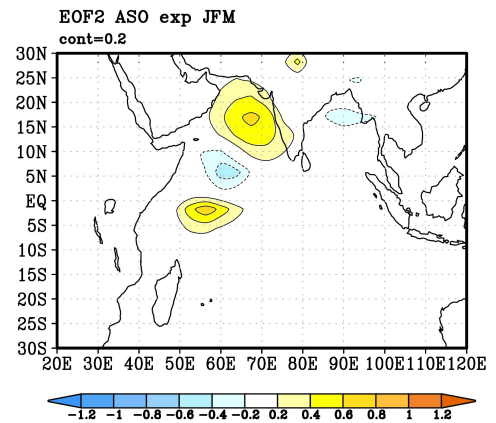 EOF2 ASO exp JFM
cont=0.2
30N
25N
20N
15N
10N
5N
EQ
5S
10S
15S
20S
25S
30S
20E 30E 40E 50E 60E 70E 80E 90E 100E 110E 120E
-1.2 -1 -0.8 -0.6 -0.4 -0.2 0.2 0.4 0.6 0.8 1 1.2